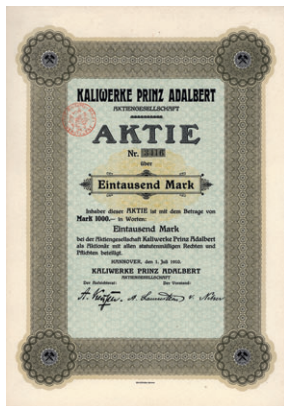 KALIWERKE PRINZ ADALBERT
AKTIENGESELLSCHAFT
AKTIE
Nr. 3416
über
Eintausend Mark
Inhaber dieser AKTIE ist mit dem Betrage von
Mark 1000.— in Worten:
Eintausend Mark
bei der Aktiengesellschaft Kaliwerke Prinz Adalbert
als Aktionär mit allen statutenmäßigen Rechten und
Pflichten beteiligt.
HANNOVER, den 1. Juli
KALIWERKE PRINZ ADALBERT
AKTIENGESELLSCHAFT
Der Aufsichtsrat: Der Vorstand: